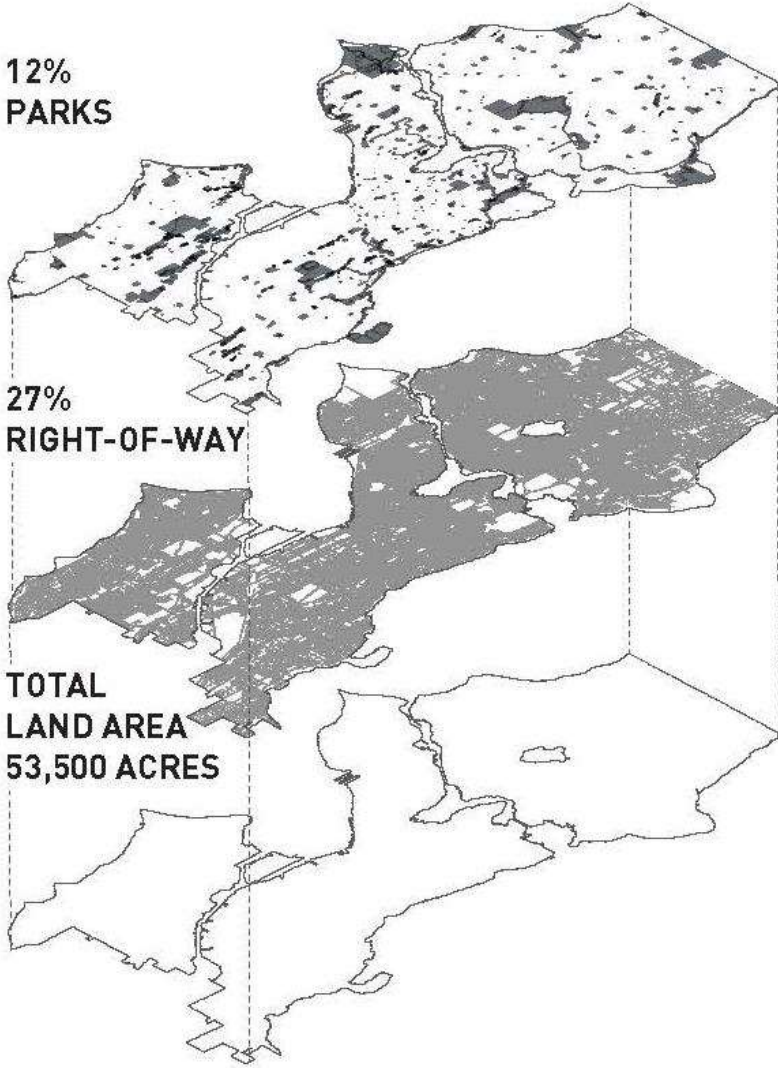 12%
PARKS
27%
RIGHT-OF-WAY
TOTAL
LAND AREA
53,500 ACRES